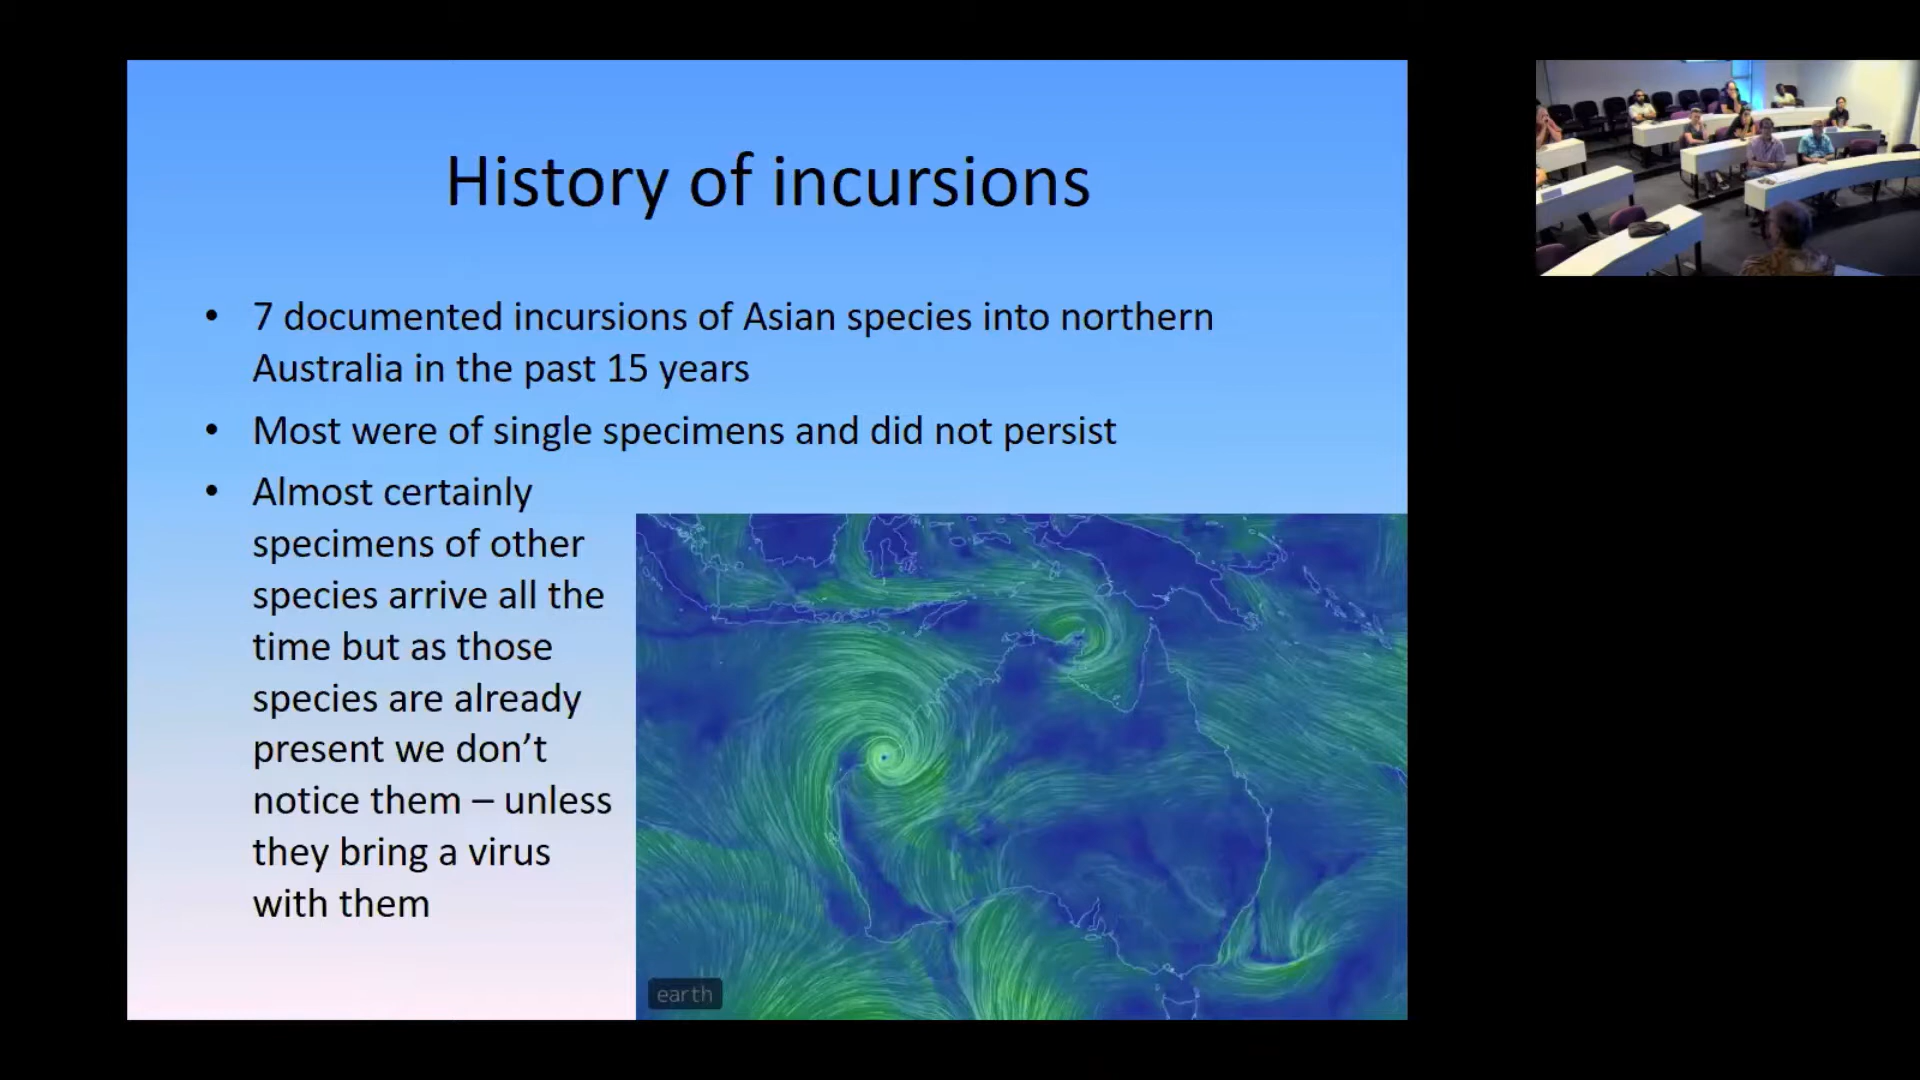 History of incursions
• 7 documented incursions of Asian species into northern
Australia in the past 15 years
• Most were of single specimens and did not persist
• Almost certainly
specimens of other
species arrive all the
time but as those
species are already
present we don’t
notice them – unless
they bring a virus
with them
earth